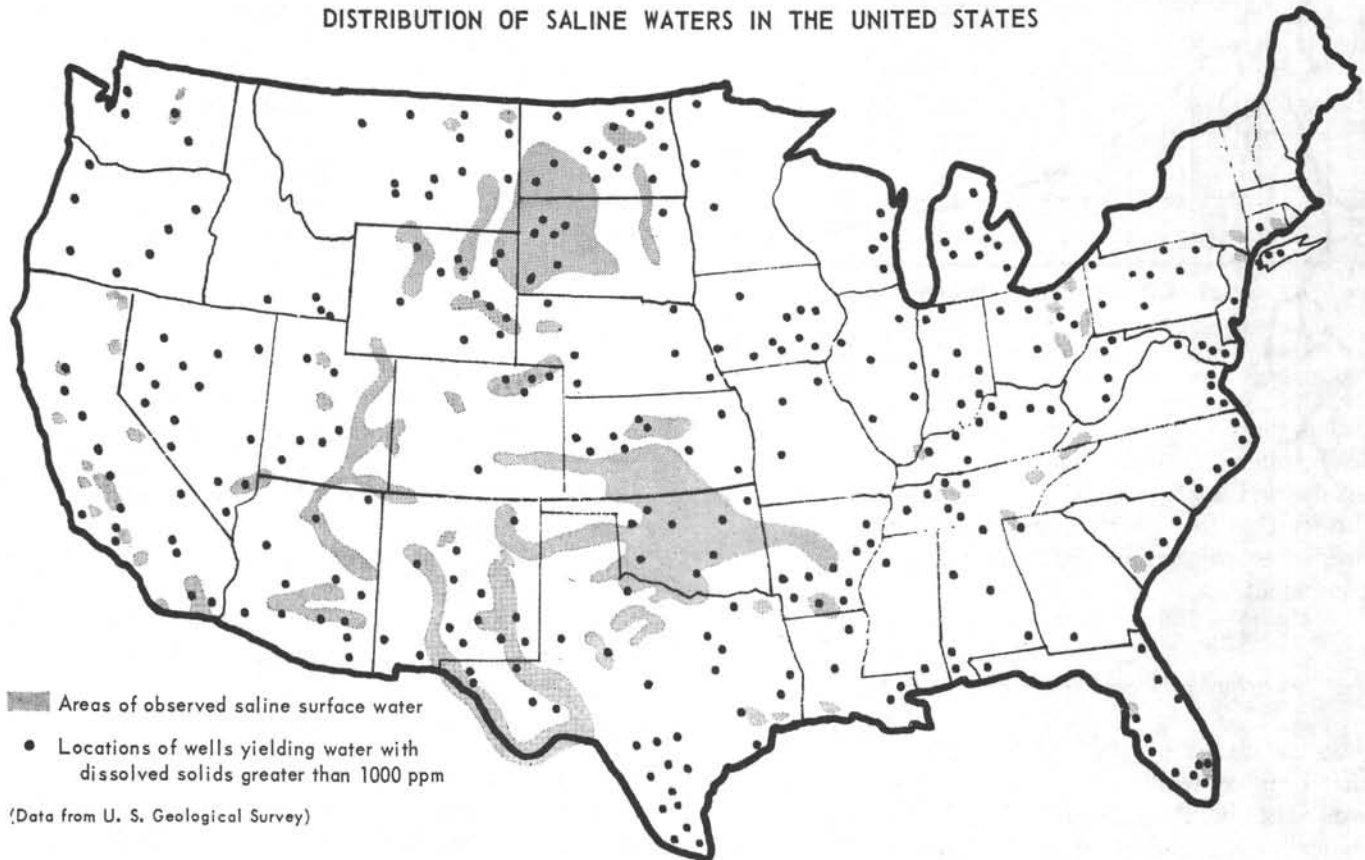 DISTRIBUTION OF SALINE WATERS IN THE UNITED STATES
Areas of observed saline surface water
Locations of wells yielding water with
dissolved solids greater than 1000 ppm
(Data from U. S. Geological Survey)